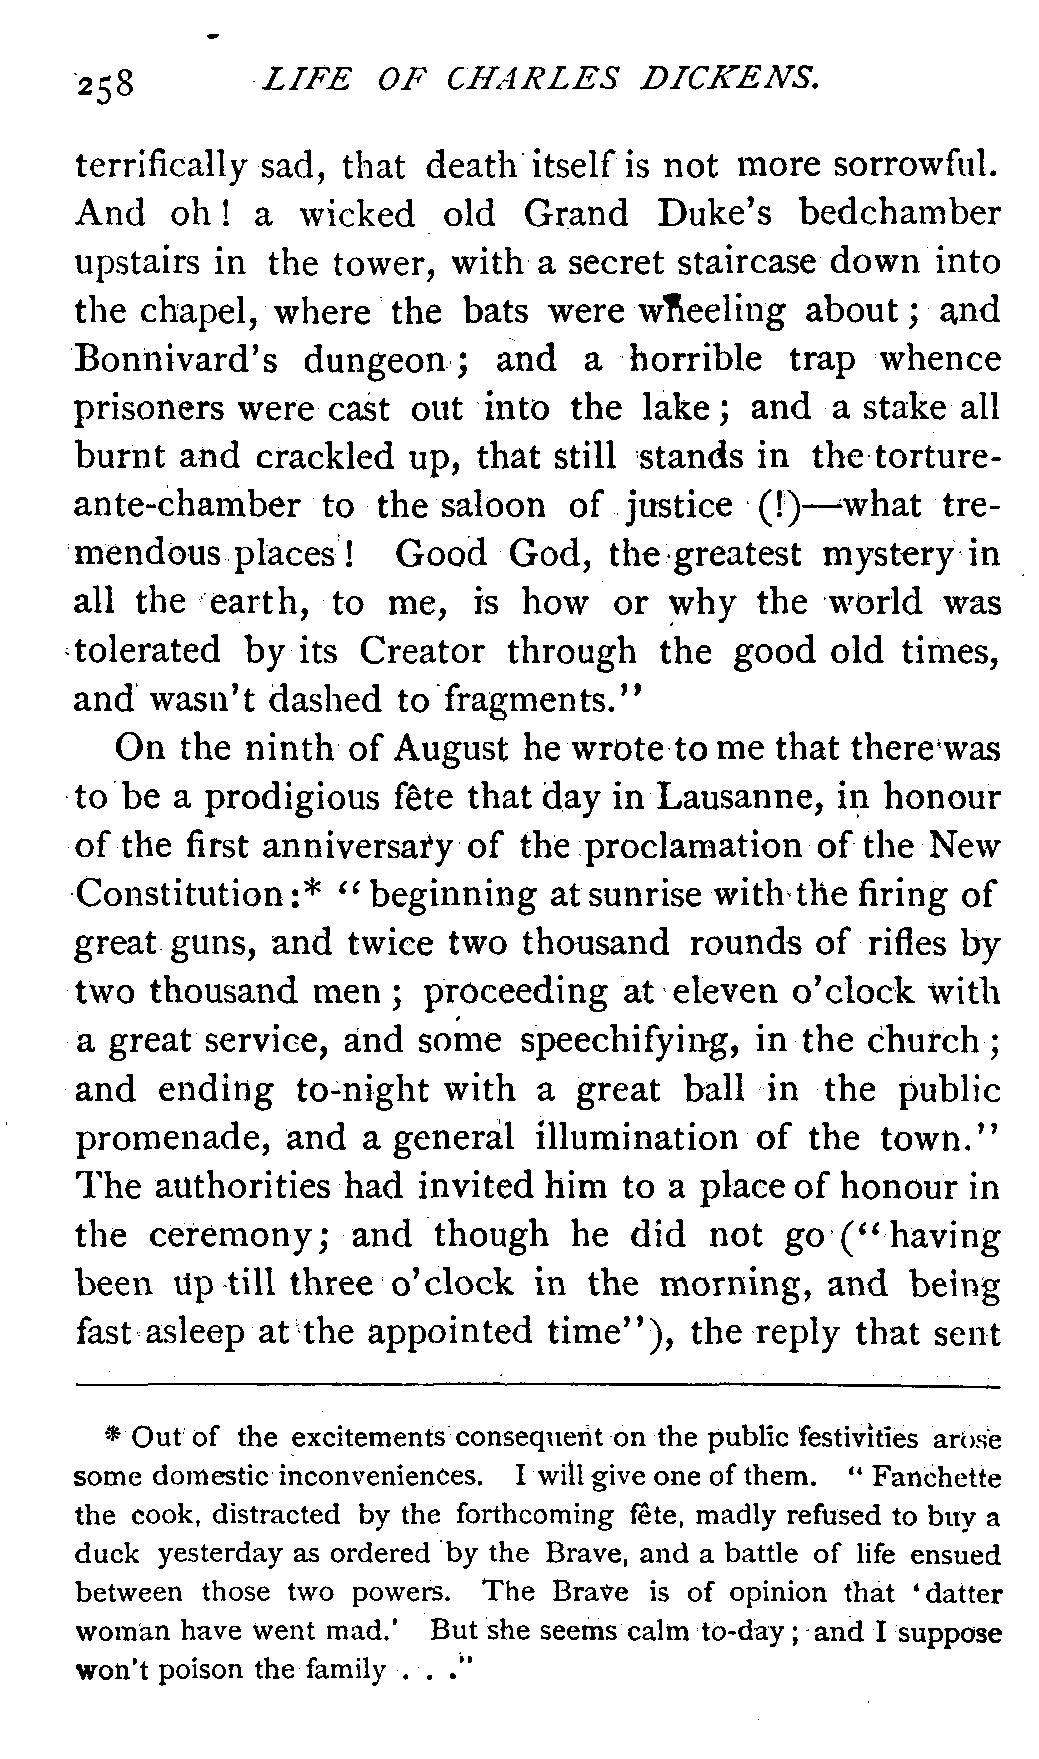 258 LIFE OF CHARLES DICKENS.
terrifically sad, that death itself is not more sorrowful.
And oh! a wicked old Grand Duke's bedchamber
upstairs in the tower, with a secret staircase down into
the chapel, where the bats were wheeling about; and
Bonnivard's dungeon; and a horrible trap whence
prisoners were cast out into the lake; and a stake all
burnt and crackled up, that still stands in the torture-
ante-chamber to the saloon of justice (!)—what tre-
mendous places! Good God, the greatest mystery in
all the earth, to me, is how or why the world was
tolerated by its Creator through the good old times,
and wasn't dashed to fragments."
On the ninth of August he wrote to me that there was
to be a prodigious fête that day in Lausanne, in honour
of the first anniversary of the proclamation of the New
Constitution:* "beginning at sunrise with the firing of
great guns, and twice two thousand rounds of rifles by
two thousand men; proceeding at eleven o'clock with
a great service, and some speechifying, in the church;
and ending to-night with a great ball in the public
promenade, and a general illumination of the town."
The authorities had invited him to a place of honour in
the ceremony; and though he did not go ("having
been up till three o'clock in the morning, and being
fast asleep at the appointed time"), the reply that sent
* Out of the excitements consequent on the public festivities arose
some domestic inconveniences. I will give one of them. "Fanchette
the cook, distracted by the forthcoming fête, madly refused to buy a
duck yesterday as ordered by the Brave, and a battle of life ensued
between those two powers. The Brave is of opinion that 'datter
woman have went mad.' But she seems calm to-day; and I suppose
won't poison the family . . ."